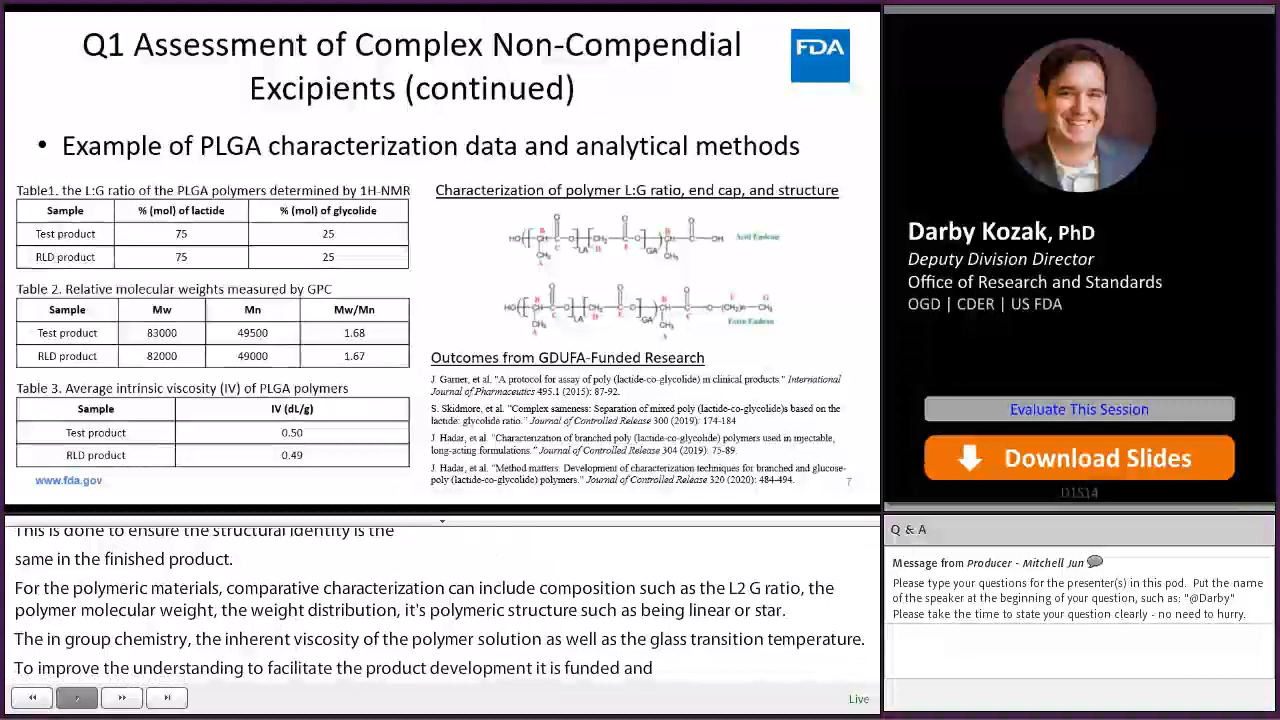 Q1 Assessment of Complex Non-Compendial
Excipients (continued)
FDA
• Example of PLGA characterization data and analytical methods
Table1. the L:G ratio of the PLGA polymers determined by 1H-NMR
Sample % (mol) of lactide % (mol) of glycolide
Test product 75 25
RLD product 75 25
Table 2. Relative molecular weights measured by GPC
Sample Mw Mn Mw/Mn
Test product 83000 49500 1.68
RLD product 82000 49000 1.67
Table 3. Average intrinsic viscosity (IV) of PLGA polymers
Sample IV (dL/g)
Test product 0.50
RLD product 0.49
www.fda.gov
Characterization of polymer L:G ratio, end cap, and structure
Acid Endcap
Ester Endcap
Outcomes from GDUFA-Funded Research
J. Garner, et al. "A protocol for assay of poly (lactide-co-glycolide) in clinical products." International
Journal of Pharmaceutics 495.1 (2015): 87-92.
S. Skidmore, et al. "Complex sameness: Separation of mixed poly (lactide-co-glycolide)s based on the
lactide: glycolide ratio." Journal of Controlled Release 300 (2019): 174-184
J. Hadar, et al. "Characterization of branched poly (lactide-co-glycolide) polymers used in injectable,
long-acting formulations." Journal of Controlled Release 304 (2019): 75-89.
J. Hadar, et al. "Method matters: Development of characterization techniques for branched and glucose-
poly (lactide-co-glycolide) polymers." Journal of Controlled Release 320 (2020): 484-494.
7
Darby Kozak, PhD
Deputy Division Director
Office of Research and Standards
OGD | CDER | US FDA
Evaluate This Session
Download Slides
D1S14
This is done to ensure the structural identity is the
same in the finished product.
For the polymeric materials, comparative characterization can include composition such as the L2 G ratio, the
polymer molecular weight, the weight distribution, it's polymeric structure such as being linear or star.
The in group chemistry, the inherent viscosity of the polymer solution as well as the glass transition temperature.
To improve the understanding to facilitate the product development it is funded and
Live
Q & A
Message from Producer - Mitchell Jun
Please type your questions for the presenter(s) in this pod. Put the name
of the speaker at the beginning of your question, such as: "@Darby"
Please take the time to state your question clearly - no need to hurry.